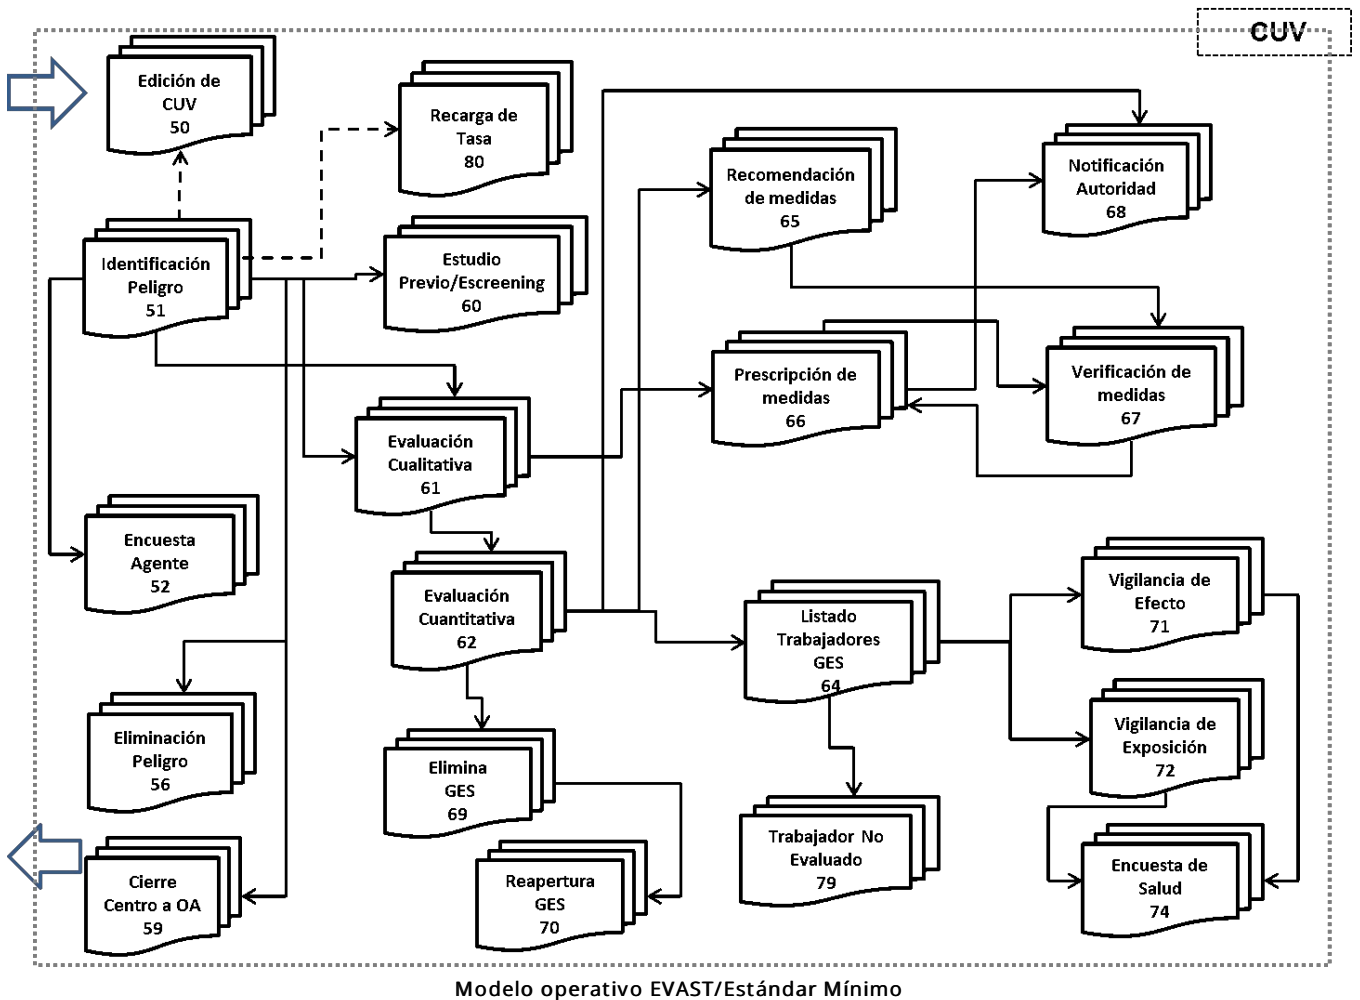 CUV
Edición de
CUV
50
Recarga de
Tasa
80
Recomendación
de medidas
65
Notificación
Autoridad
68
Identificación
Peligro
51
Estudio
Previo/Escreening
60
Prescripción de
medidas
66
Verificación de
medidas
67
Evaluación
Cualitativa
61
Encuesta
Agente
52
Evaluación
Cuantitativa
62
Listado
Trabajadores
GES
64
Vigilancia de
Efecto
71
Eliminación
Peligro
56
Elimina
GES
69
Vigilancia de
Exposición
72
Trabajador No
Evaluado
79
Cierre
Centro a OA
59
Reapertura
GES
70
Encuesta de
Salud
74
Modelo operativo EVAST/Estándar Mínimo